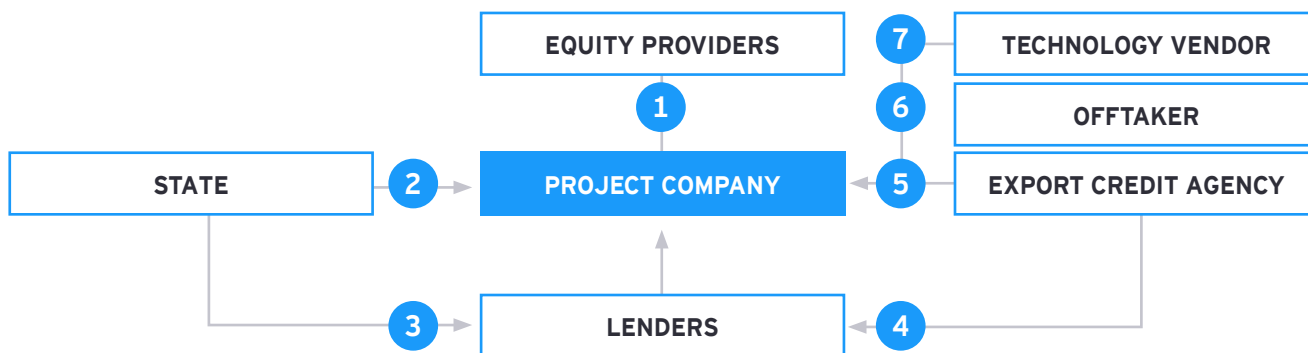 EQUITY PROVIDERS
7
TECHNOLOGY VENDOR
1
6
OFFTAKER
STATE
2
PROJECT COMPANY
5
EXPORT CREDIT AGENCY
3
LENDERS
4